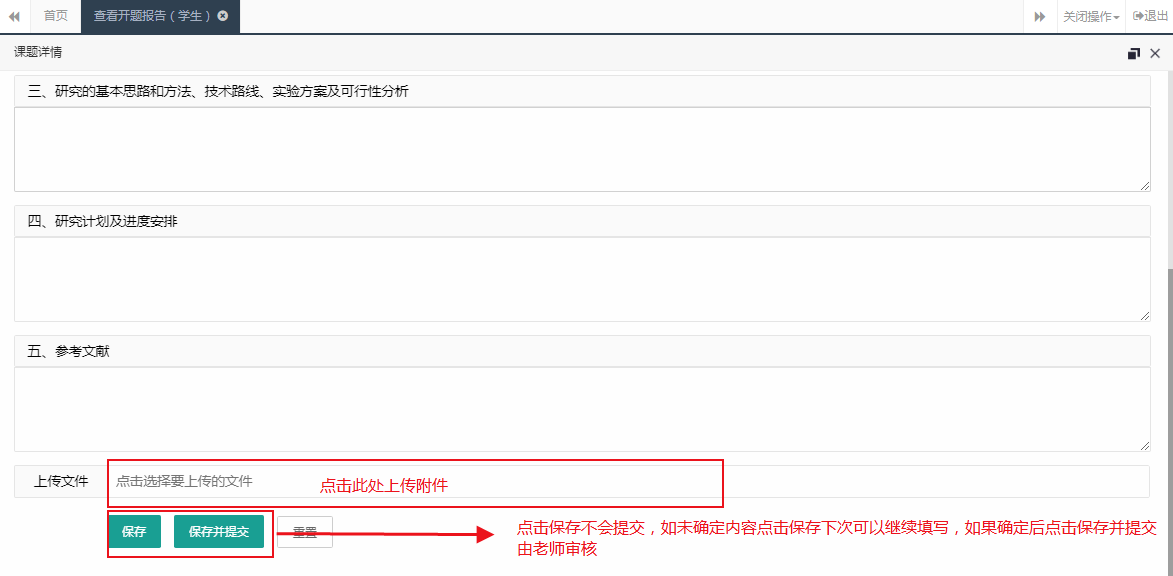 首页
查看开题报告（学生）
关闭操作
退出
课题详情
三、研究的基本思路和方法、技术路线、实验方案及可行性分析
四、研究计划及进度安排
五、参考文献
上传文件
点击选择要上传的文件
点击此处上传附件
保存
保存并提交
重置
点击保存不会提交，如未确定内容点击保存下次可以继续填写，如果确定后点击保存并提交
由老师审核